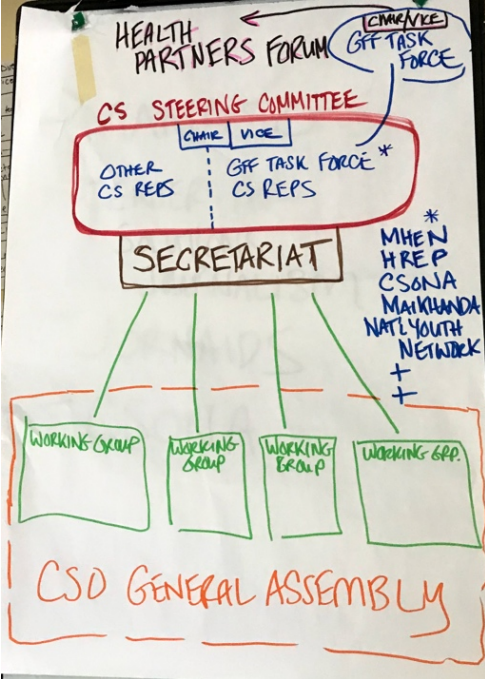 HEALTH
PARTNERS FORUM
CHAIR/VICE
GFF TASK
FORCE
CS STEERING COMMITTEE
CHAIR VICE
OTHER
CS REPS
GFF TASK FORCE *
CS REPS
SECRETARIAT
*
MHEN
HREP
CSONA
MAIKHANDA
NATL YOUTH
NETWORK
+
+
WORKING GROUP
WORKING
GROUP
WORKING
GROUP
WORKING GRP.
CSO GENERAL ASSEMBLY